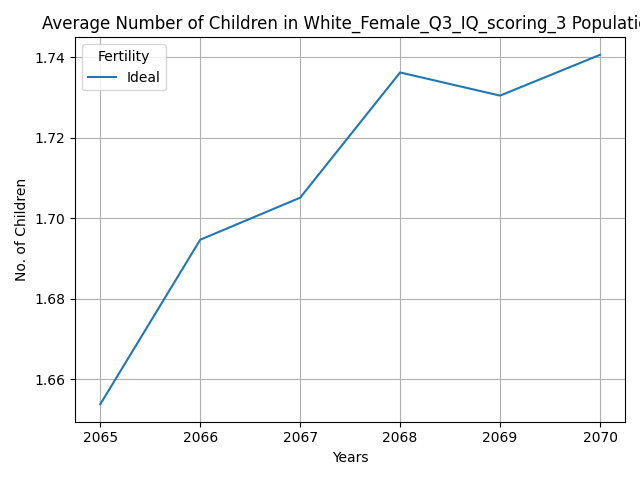 Average Number of Children in White_Female_Q3_IQ_scoring_3 Populati
Fertility
Ideal
1.74
1.72
1.70
1.68
1.66
No. of Children
2065 2066 2067 2068 2069 2070
Years